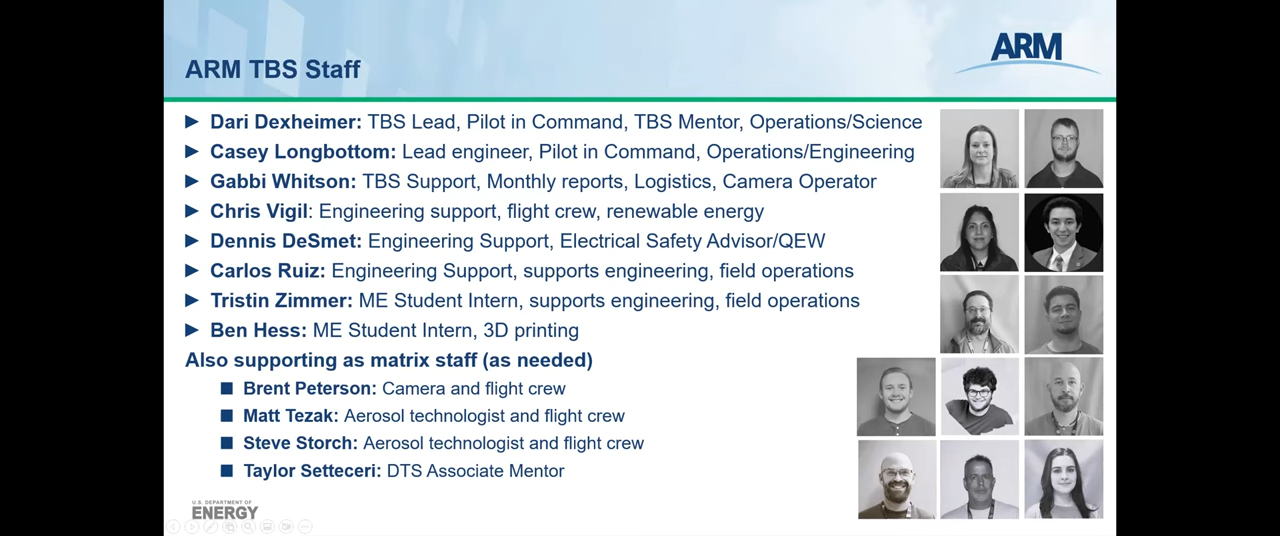 ARM TBS Staff
ARM
► Dari Dexheimer: TBS Lead, Pilot in Command, TBS Mentor, Operations/Science
► Casey Longbottom: Lead engineer, Pilot in Command, Operations/Engineering
► Gabbi Whitson: TBS Support, Monthly reports, Logistics, Camera Operator
► Chris Vigil: Engineering support, flight crew, renewable energy
► Dennis DeSmet: Engineering Support, Electrical Safety Advisor/QEW
► Carlos Ruiz: Engineering Support, supports engineering, field operations
► Tristin Zimmer: ME Student Intern, supports engineering, field operations
► Ben Hess: ME Student Intern, 3D printing
Also supporting as matrix staff (as needed)
■ Brent Peterson: Camera and flight crew
■ Matt Tezak: Aerosol technologist and flight crew
■ Steve Storch: Aerosol technologist and flight crew
■ Taylor Setteceri: DTS Associate Mentor
U.S. DEPARTMENT OF
ENERGY